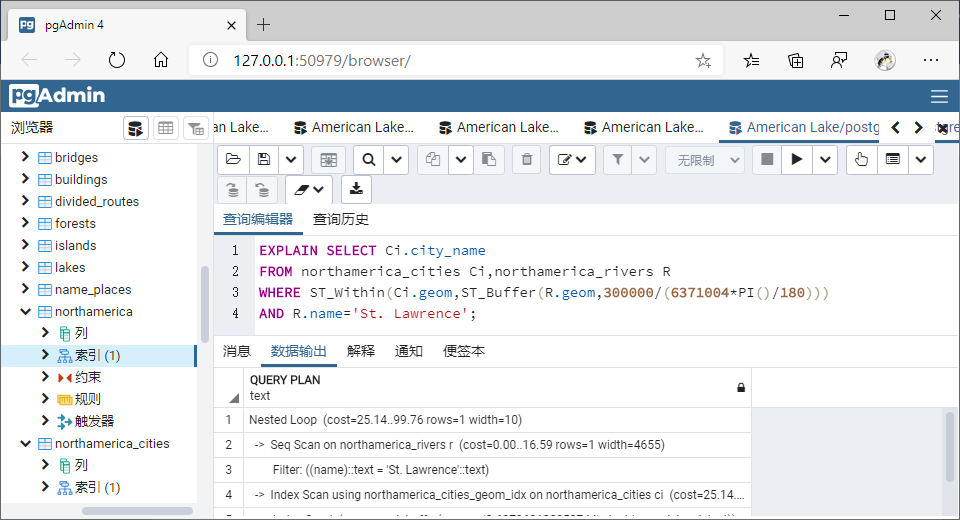 pgAdmin 4
127.0.0.1:50979/browser/
pgAdmin
浏览器
an Lake...
American Lake...
American Lake...
American Lake...
American Lake/postg
bridges
buildings
divided_routes
forests
islands
lakes
name_places
northamerica
列
索引 (1)
约束
规则
触发器
northamerica_cities
列
索引 (1)
无限制
查询编辑器 查询历史
1 EXPLAIN SELECT Ci.city_name
2 FROM northamerica_cities Ci,northamerica_rivers R
3 WHERE ST_Within(Ci.geom,ST_Buffer(R.geom,300000/(6371004*PI()/180)))
4 AND R.name='St. Lawrence';
消息 数据输出 解释 通知 便签本
QUERY PLAN
text
1 Nested Loop (cost=25.14..99.76 rows=1 width=10)
2 -> Seq Scan on northamerica_rivers r (cost=0.00..16.59 rows=1 width=4655)
3 Filter: ((name)::text = 'St. Lawrence'::text)
4 -> Index Scan using northamerica_cities_geom_idx on northamerica_cities ci (cost=25.14....